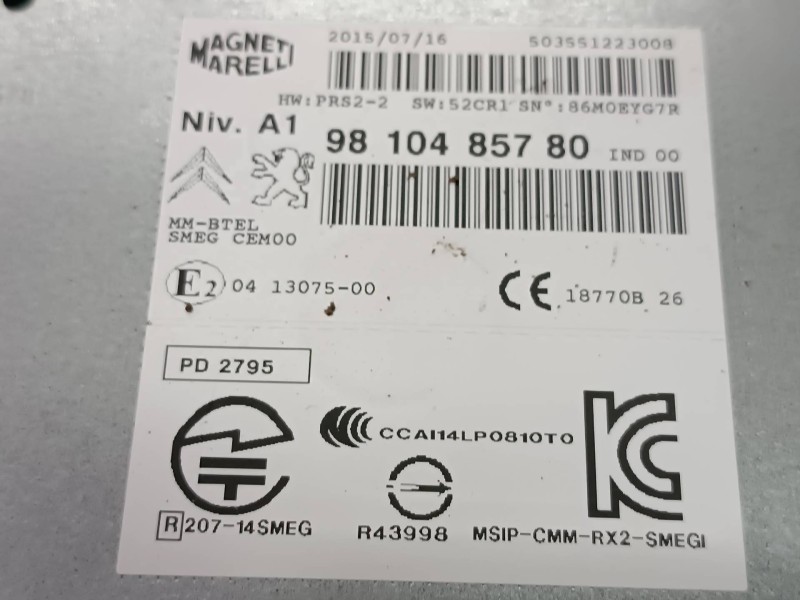 MAGNETI MARELLI
2015/07/16 503551223008
HW:PRS2-2 SW:52CR1 SN°:86M0EYG7R
Niv. A1
98 104 857 80 IND 00
MM-BTEL
SMEG CEM00
E2 04 13075-00
CE 18770B 26
PD 2795
CCAI14LP0810T0
R 207-14SMEG
R43998
MSIP-CMM-RX2-SMEGI